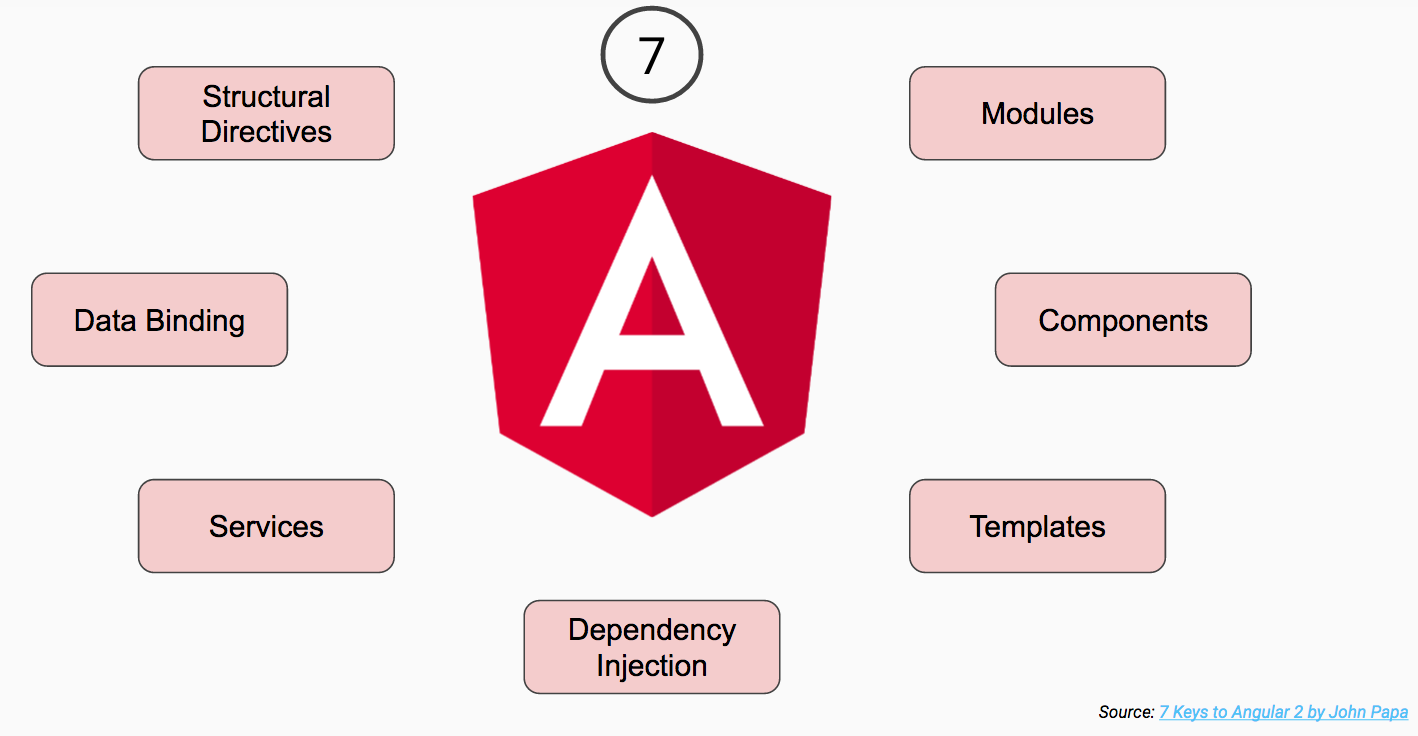 7
Structural
Directives
Modules
Data Binding
Components
Services
Templates
Dependency
Injection
Source: 7 Keys to Angular 2 by John Papa